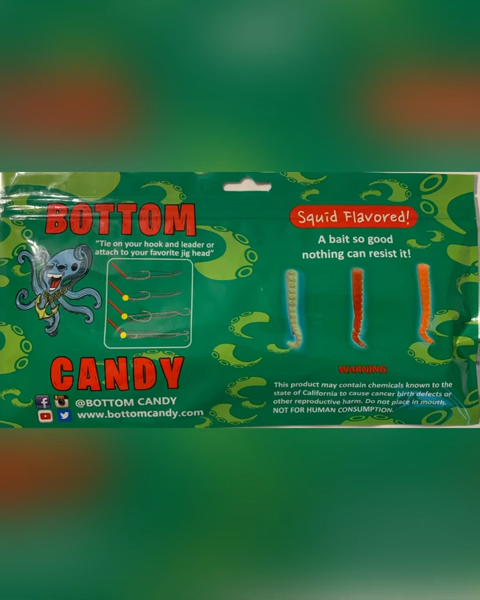 BOTTOM
"Tie on your hook and leader or
attach to your favorite jig head"
CANDY
@BOTTOM CANDY
www.bottomcandy.com
Squid Flavored!
A bait so good
nothing can resist it!
WARNING
This product may contain chemicals known to the
state of California to cause cancer birth defects or
other reproductive harm. Do not place in mouth.
NOT FOR HUMAN CONSUMPTION.